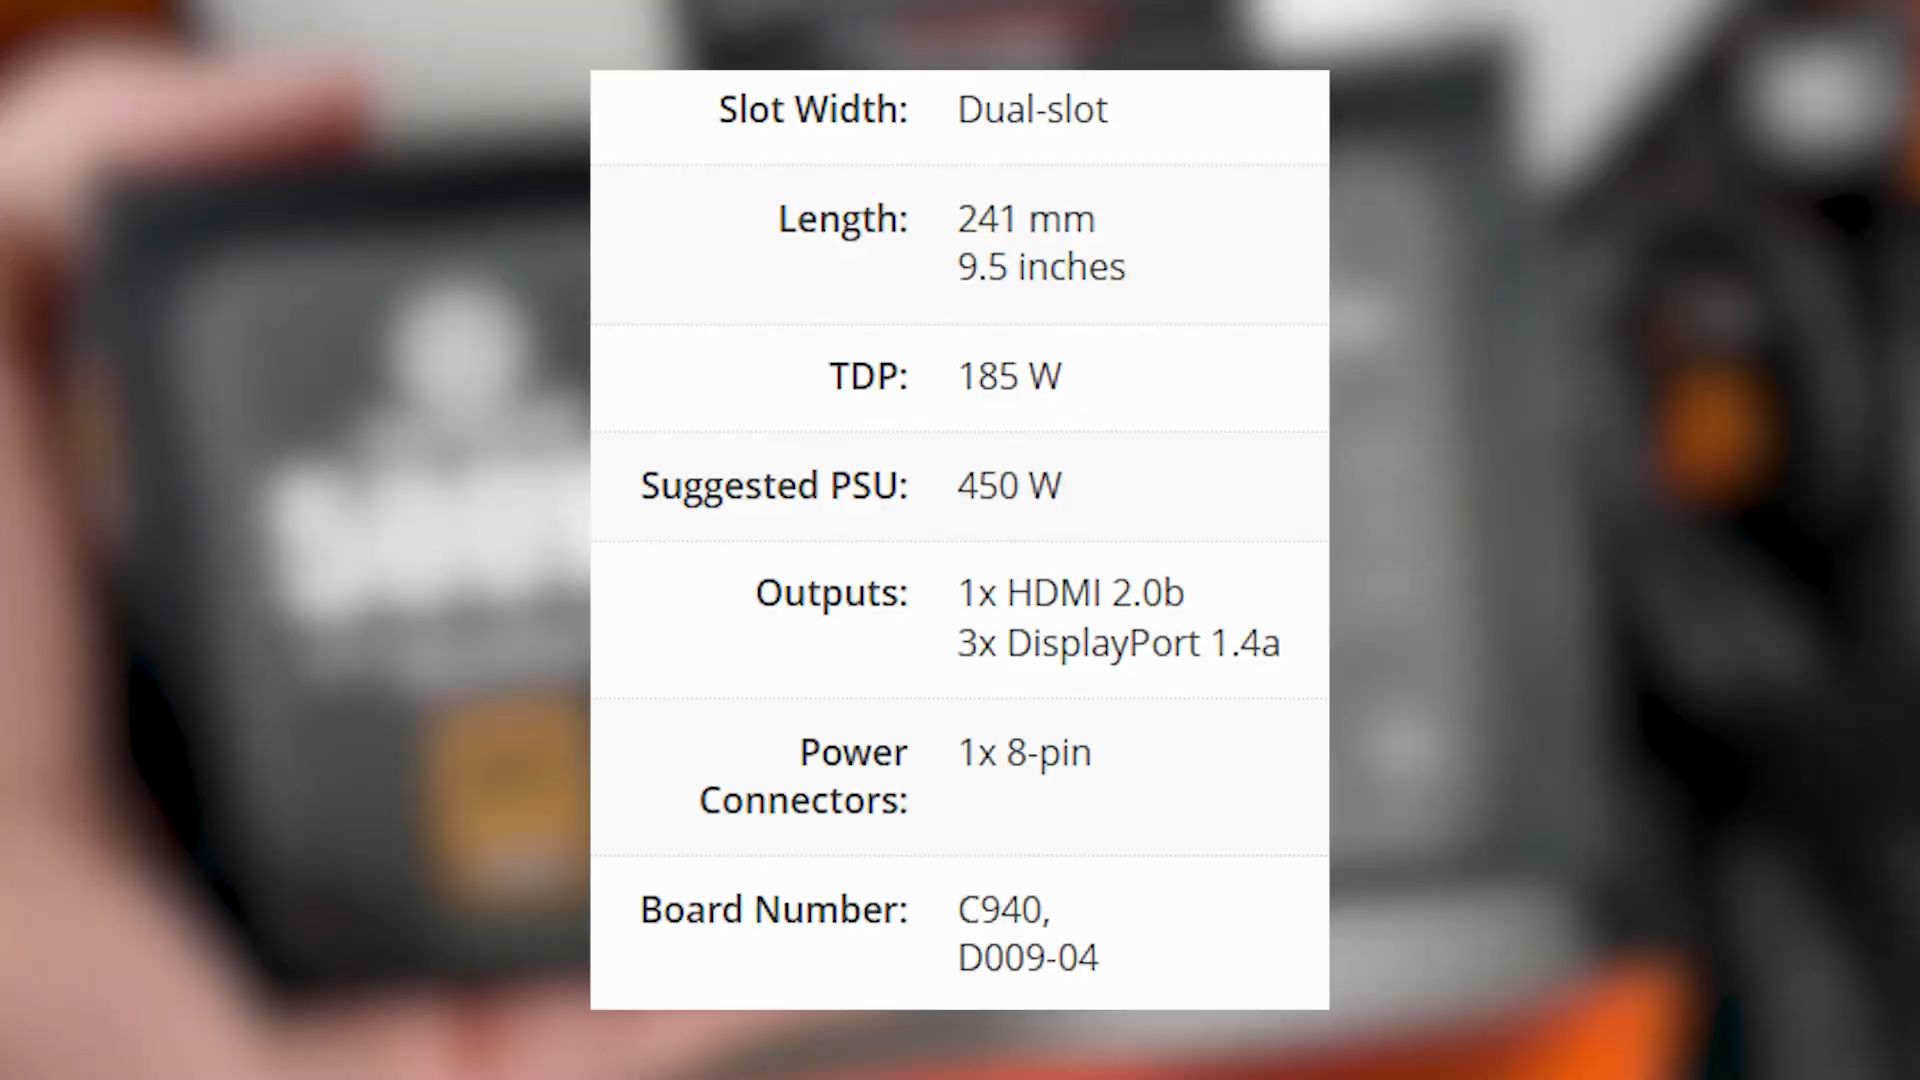 Slot Width: Dual-slot
Length: 241 mm
9.5 inches
TDP: 185 W
Suggested PSU: 450 W
Outputs: 1x HDMI 2.0b
3x DisplayPort 1.4a
Power 1x 8-pin
Connectors:
Board Number: C940,
D009-04